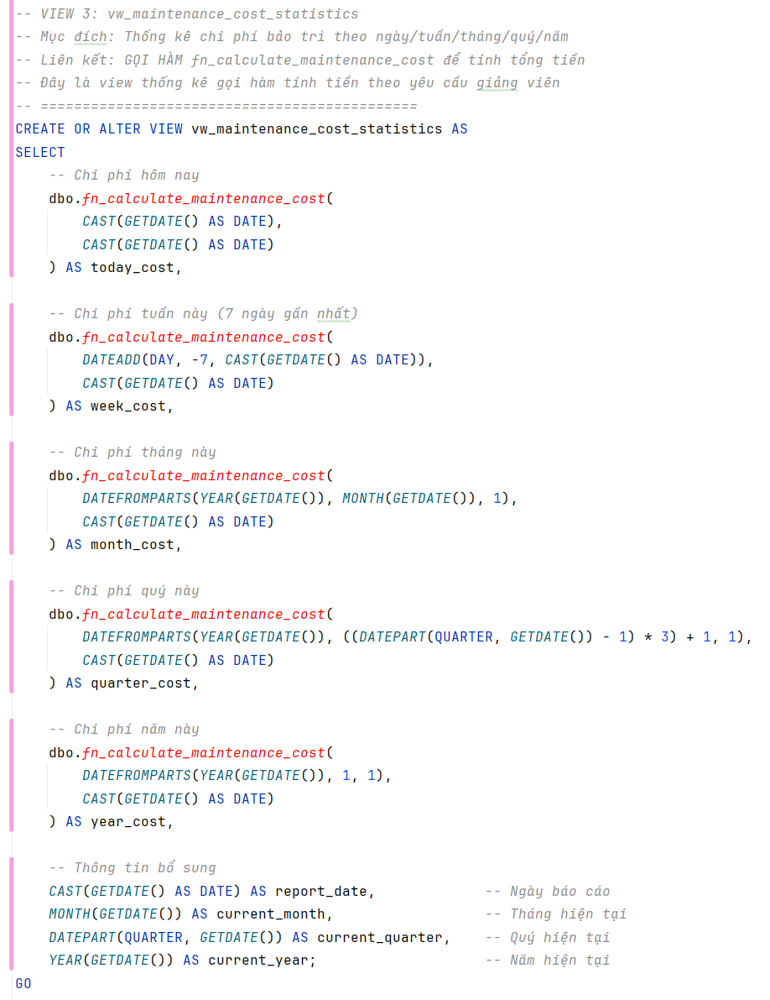 -- VIEW 3: vw_maintenance_cost_statistics
-- Mục đích: Thống kê chi phí bảo trì theo ngày/tuần/tháng/quý/năm
-- Liên kết: GỌI HÀM fn_calculate_maintenance_cost để tính tổng tiền
-- Đây là view thống kê gọi hàm tính tiền theo yêu cầu giảng viên
-- =============================================
CREATE OR ALTER VIEW vw_maintenance_cost_statistics AS
SELECT
    -- Chi phí hôm nay
    dbo.fn_calculate_maintenance_cost(
        CAST(GETDATE() AS DATE),
        CAST(GETDATE() AS DATE)
    ) AS today_cost,

    -- Chi phí tuần này (7 ngày gần nhất)
    dbo.fn_calculate_maintenance_cost(
        DATEADD(DAY, -7, CAST(GETDATE() AS DATE)),
        CAST(GETDATE() AS DATE)
    ) AS week_cost,

    -- Chi phí tháng này
    dbo.fn_calculate_maintenance_cost(
        DATEFROMPARTS(YEAR(GETDATE()), MONTH(GETDATE()), 1),
        CAST(GETDATE() AS DATE)
    ) AS month_cost,

    -- Chi phí quý này
    dbo.fn_calculate_maintenance_cost(
        DATEFROMPARTS(YEAR(GETDATE()), ((DATEPART(QUARTER, GETDATE()) - 1) * 3) + 1, 1),
        CAST(GETDATE() AS DATE)
    ) AS quarter_cost,

    -- Chi phí năm này
    dbo.fn_calculate_maintenance_cost(
        DATEFROMPARTS(YEAR(GETDATE()), 1, 1),
        CAST(GETDATE() AS DATE)
    ) AS year_cost,

    -- Thông tin bổ sung
    CAST(GETDATE() AS DATE) AS report_date,             -- Ngày báo cáo
    MONTH(GETDATE()) AS current_month,                  -- Tháng hiện tại
    DATEPART(QUARTER, GETDATE()) AS current_quarter,    -- Quý hiện tại
    YEAR(GETDATE()) AS current_year;                    -- Năm hiện tại
GO